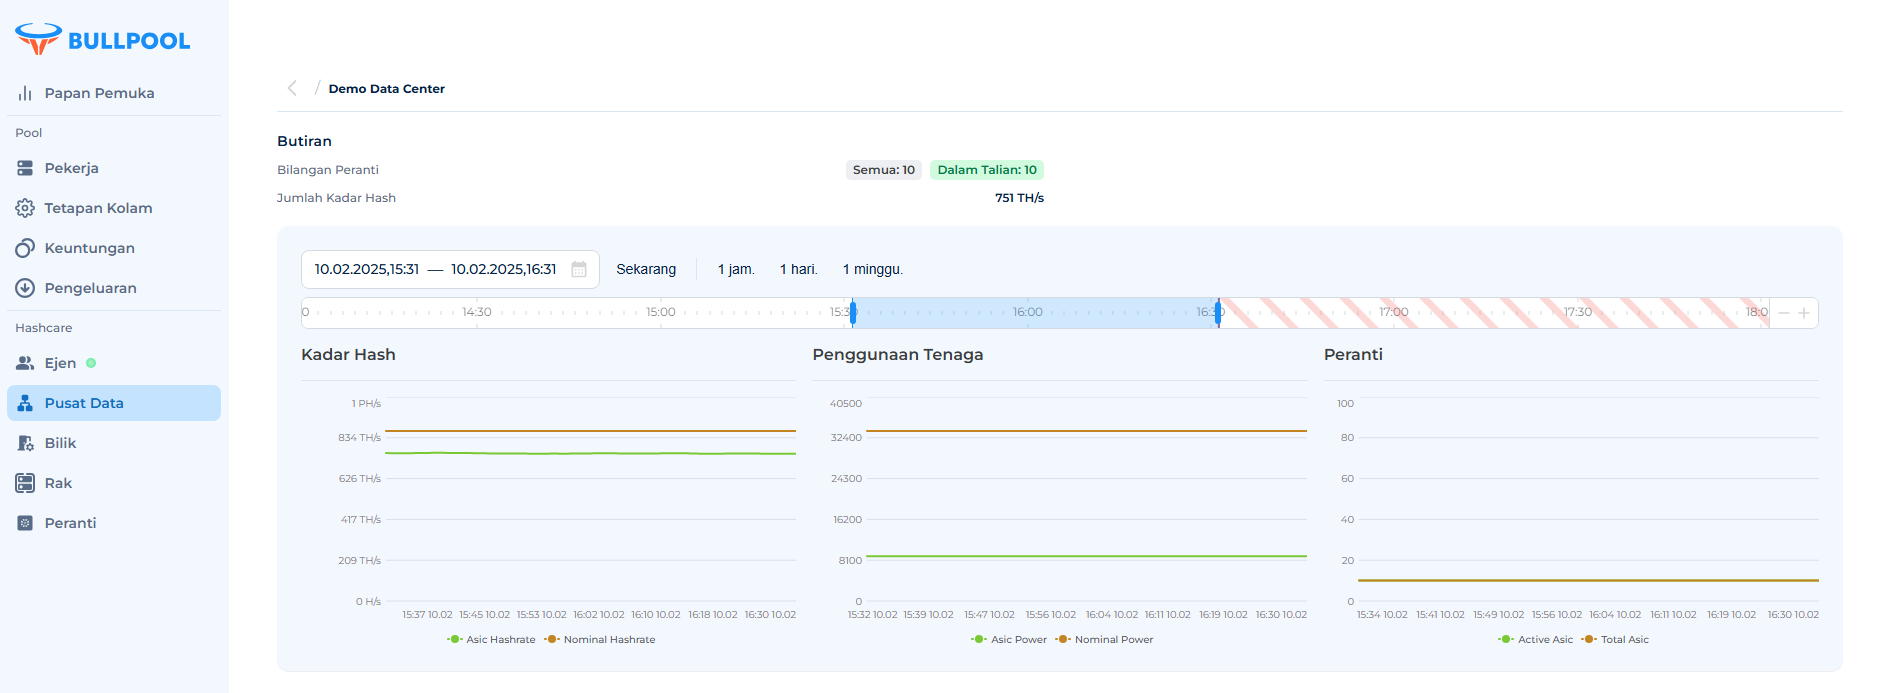 BULLPOOL
Papan Pemuka
Pool
Pekerja
Tetapan Kolam
Keuntungan
Pengeluaran
Hashcare
Ejen
Pusat Data
Bilik
Rak
Peranti
/ Demo Data Center
Butiran
Bilangan Peranti Semua: 10 Dalam Talian: 10
Jumlah Kadar Hash 751 TH/s
10.02.2025,15:31 — 10.02.2025,16:31 Sekarang 1 jam. 1 hari. 1 minggu.
0 14:30 15:00 15:30 16:00 16:30 17:00 17:30 18:0 − +
Kadar Hash
1 PH/s
834 TH/s
626 TH/s
417 TH/s
209 TH/s
0 H/s
15:37 10.02 15:45 10.02 15:53 10.02 16:02 10.02 16:10 10.02 16:18 10.02 16:30 10.02
Asic Hashrate Nominal Hashrate
Penggunaan Tenaga
40500
32400
24300
16200
8100
0
15:32 10.02 15:39 10.02 15:47 10.02 15:56 10.02 16:04 10.02 16:11 10.02 16:19 10.02 16:30 10.02
Asic Power Nominal Power
Peranti
100
80
60
40
20
0
15:34 10.02 15:41 10.02 15:49 10.02 15:56 10.02 16:04 10.02 16:11 10.02 16:19 10.02 16:30 10.02
Active Asic Total Asic